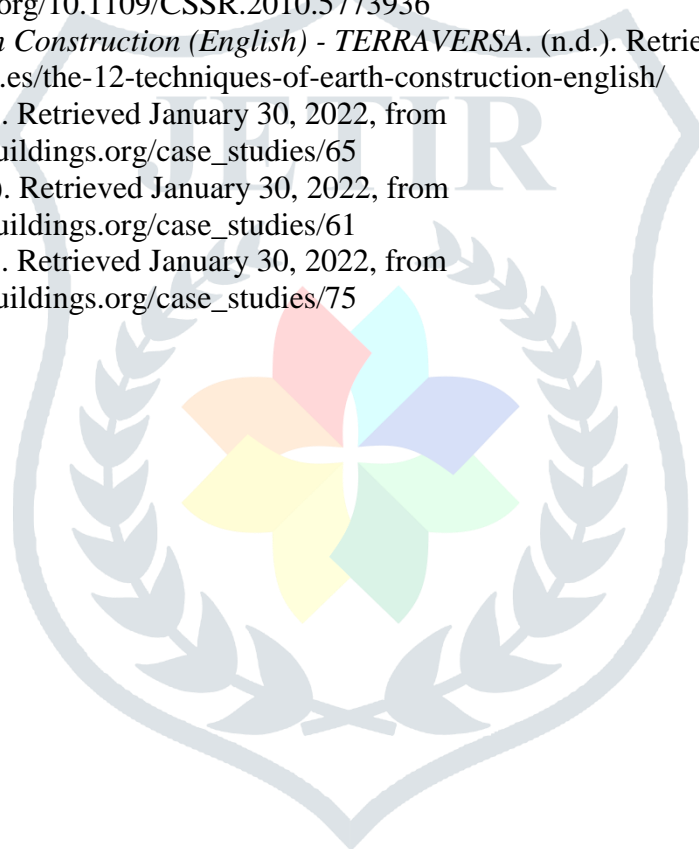 org/10.1109/CSSR.2010.5773936
n Construction (English) - TERRAVERSA. (n.d.). Retrie
.es/the-12-techniques-of-earth-construction-english/
. Retrieved January 30, 2022, from
uildings.org/case_studies/65
). Retrieved January 30, 2022, from
uildings.org/case_studies/61
. Retrieved January 30, 2022, from
uildings.org/case_studies/75
JETIR